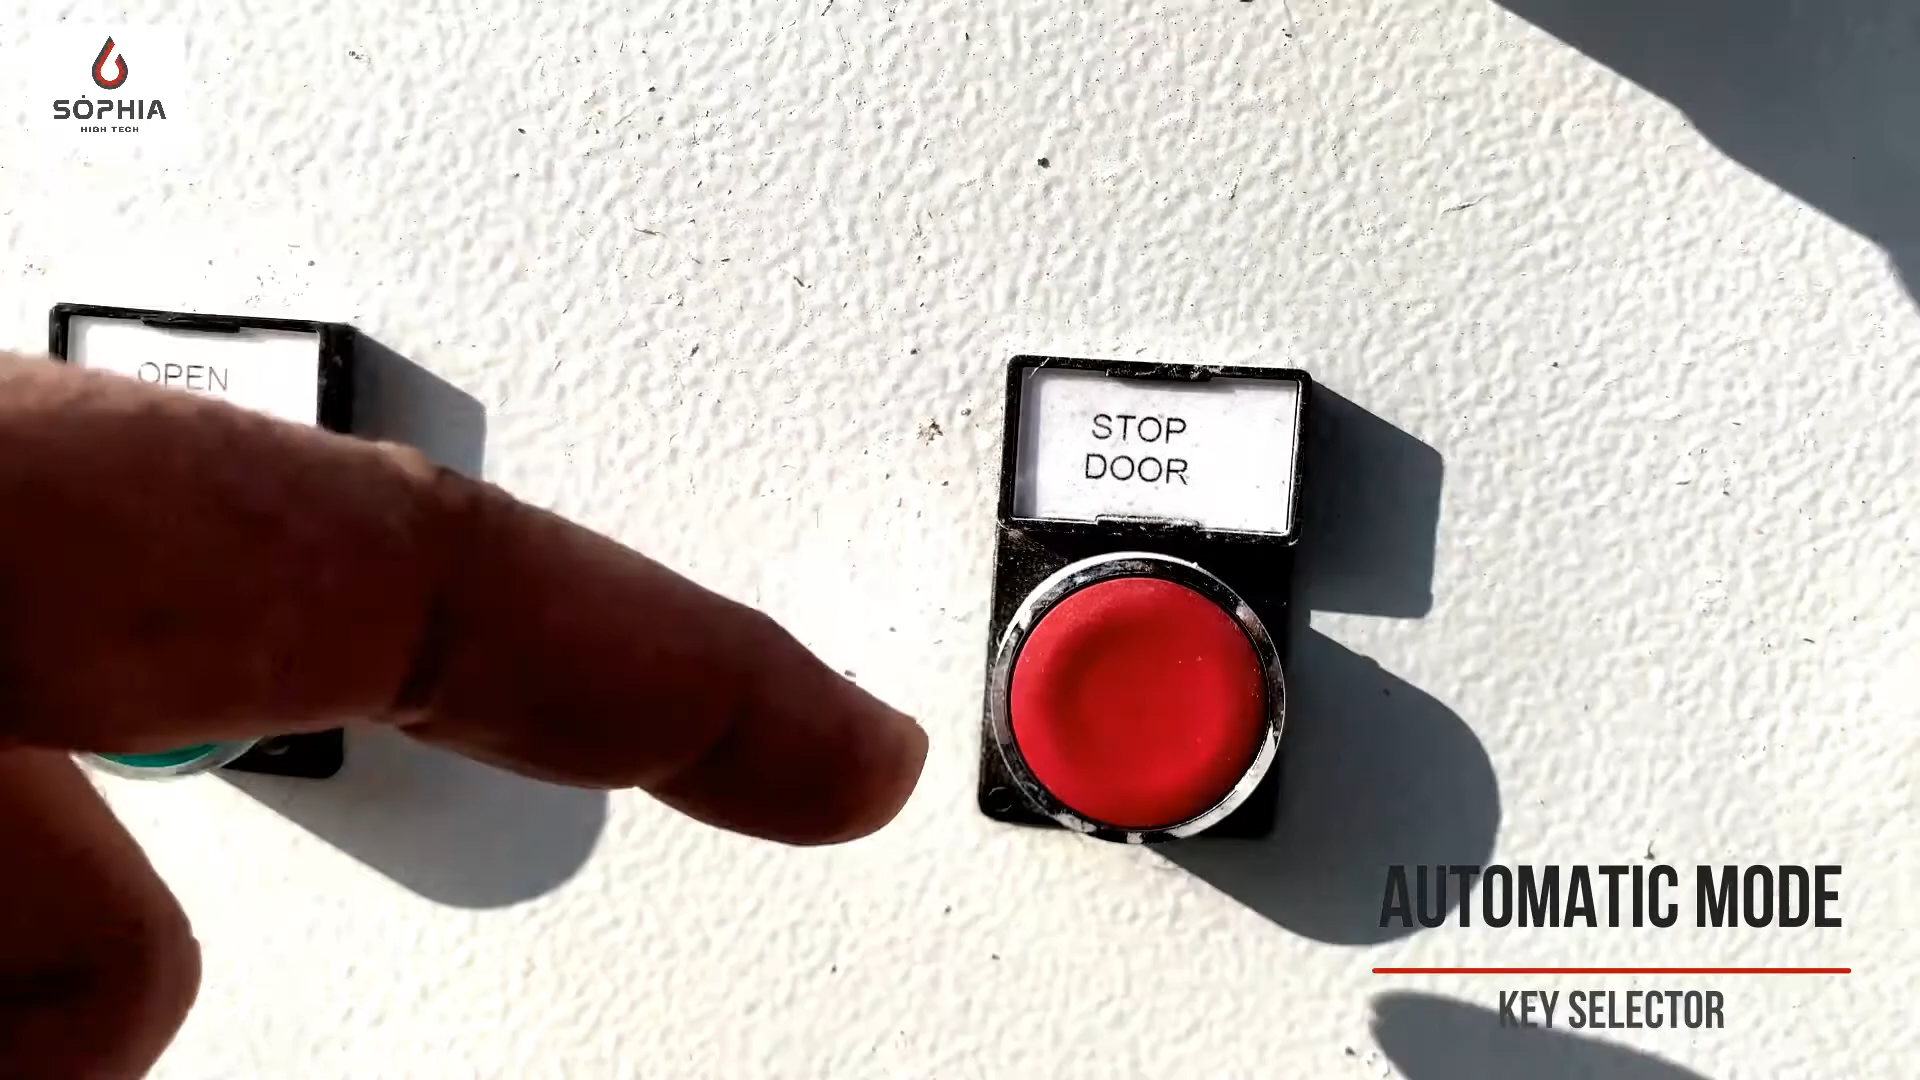 SOPHIA
HIGH TECH
OPEN
STOP
DOOR
AUTOMATIC MODE
KEY SELECTOR